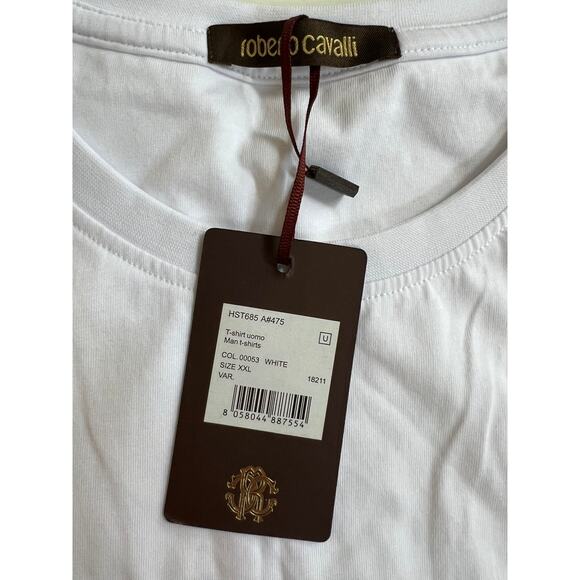 roberto cavalli
HST685 A#475
U
T-shirt uomo
Man t-shirts
COL. 00053 WHITE
SIZE XXL
VAR.
18211
8 058044 887554